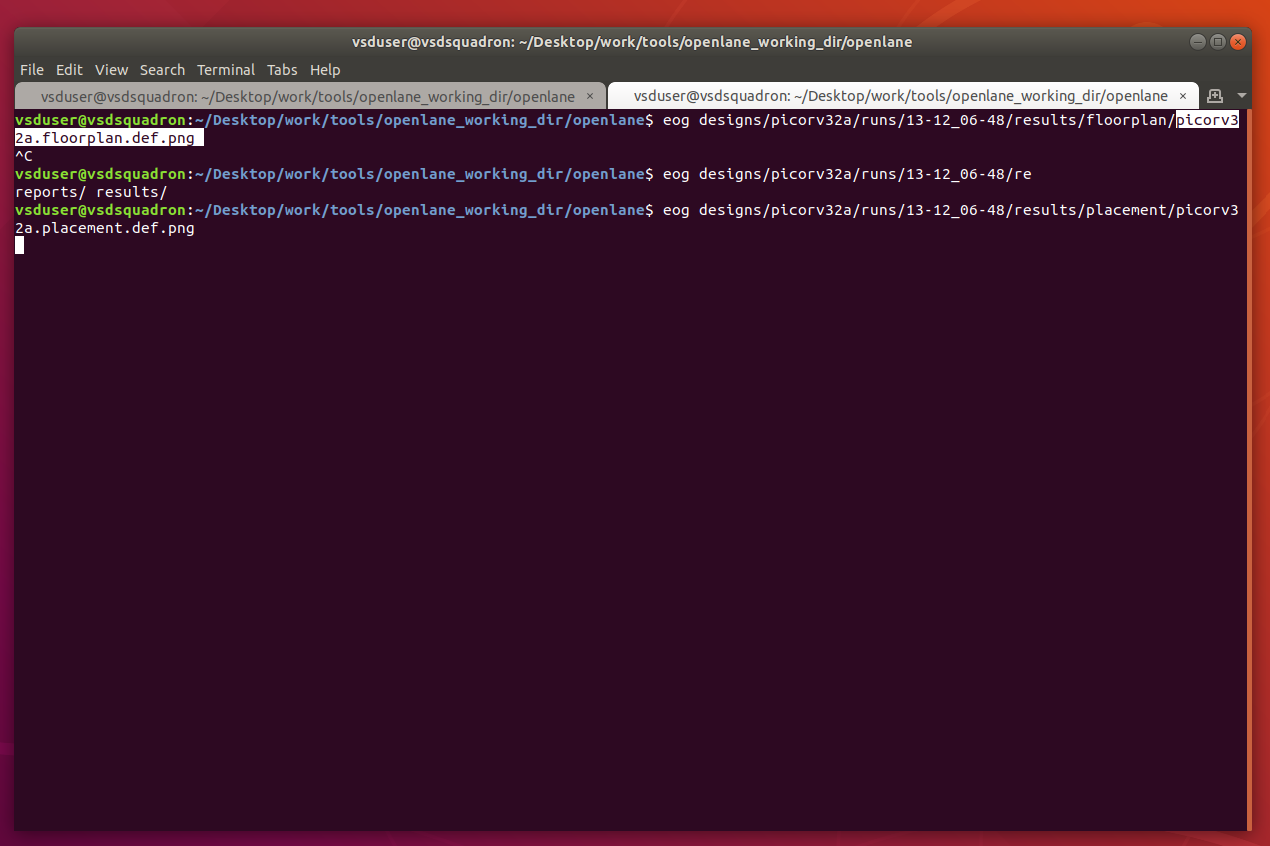 vsduser@vsdsquadron: ~/Desktop/work/tools/openlane_working_dir/openlane
File Edit View Search Terminal Tabs Help
vsduser@vsdsquadron: ~/Desktop/work/tools/openlane_working_dir/openlane × vsduser@vsdsquadron: ~/Desktop/work/tools/openlane_working_dir/openlane ×
vsduser@vsdsquadron:~/Desktop/work/tools/openlane_working_dir/openlane$ eog designs/picorv32a/runs/13-12_06-48/results/floorplan/picorv3
2a.floorplan.def.png
^C
vsduser@vsdsquadron:~/Desktop/work/tools/openlane_working_dir/openlane$ eog designs/picorv32a/runs/13-12_06-48/re
reports/ results/
vsduser@vsdsquadron:~/Desktop/work/tools/openlane_working_dir/openlane$ eog designs/picorv32a/runs/13-12_06-48/results/placement/picorv3
2a.placement.def.png